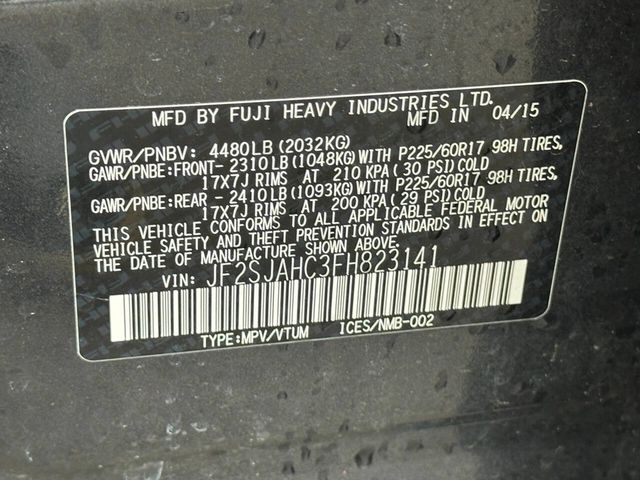 MFD BY FUJI HEAVY INDUSTRIES LTD.
MFD IN 04/15
GVWR/PNBV: 4480LB(2032KG)
GAWR/PNBE:FRONT-2310LB(1048KG)WITH P225/60R17 98H TIRES,
17X7J RIMS AT 210 KPA(30 PSI)COLD
GAWR/PNBE:REAR -2410LB(1093KG)WITH P225/60R17 98H TIRES,
17X7J RIMS AT 200 KPA(29 PSI)COLD
THIS VEHICLE CONFORMS TO ALL APPLICABLE FEDERAL MOTOR
VEHICLE SAFETY AND THEFT PREVENTION STANDARDS IN EFFECT ON
THE DATE OF MANUFACTURE SHOWN ABOVE.
VIN: JF2SJAHC3FH823141
TYPE:MPV/VTUM ICES/NMB-002